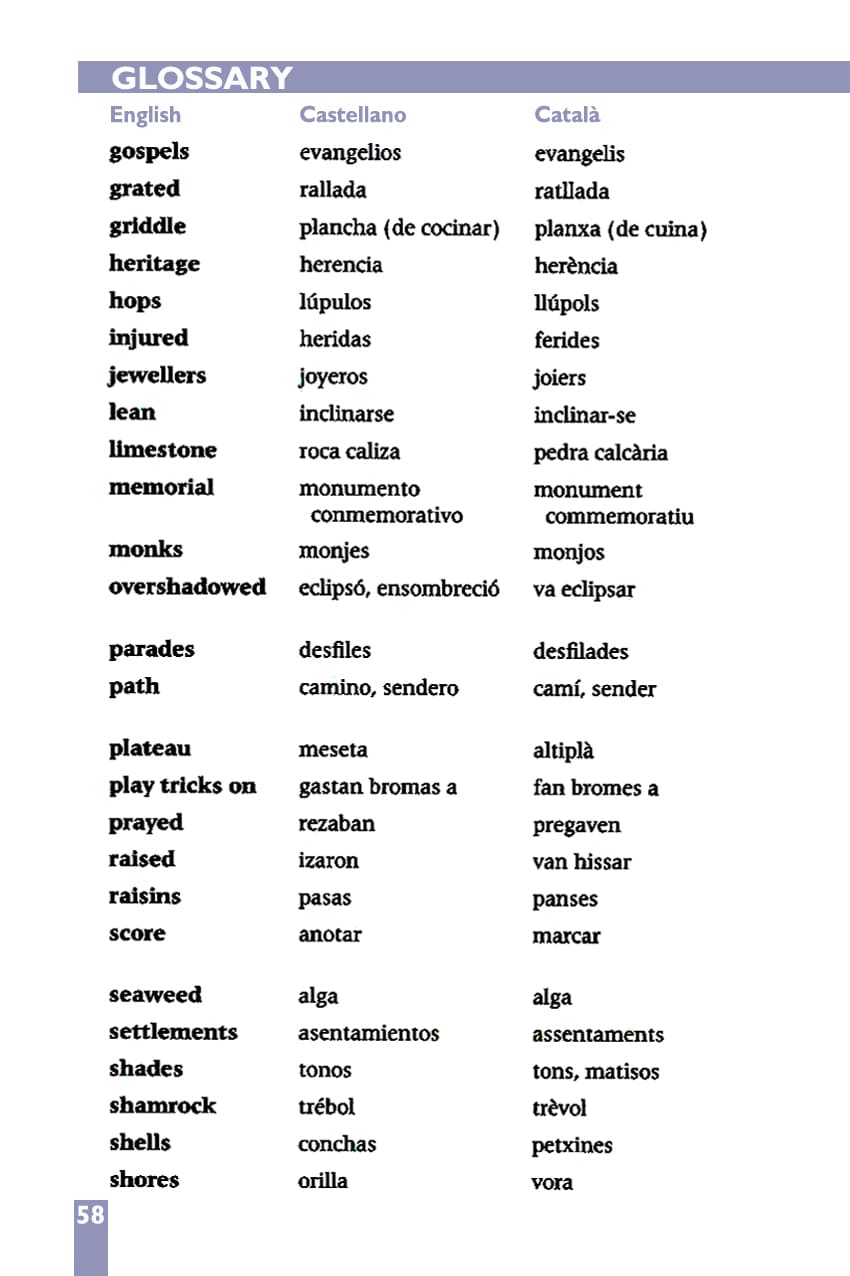 GLOSSARY
English Castellano Català
gospels evangelios evangelis
grated rallada ratllada
griddle plancha (de cocinar) planxa (de cuina)
heritage herencia herència
hops lúpulos llúpols
injured heridas ferides
jewellers joyeros joiers
lean inclinarse inclinar-se
limestone roca caliza pedra calcària
memorial monumento monument
conmemorativo commemoratiu
monks monjes monjos
overshadowed eclipsó, ensombreció va eclipsar
parades desfiles desfilades
path camino, sendero camí, sender
plateau meseta altiplà
play tricks on gastan bromas a fan bromes a
prayed rezaban pregaven
raised izaron van hissar
raisins pasas panses
score anotar marcar
seaweed alga alga
settlements asentamientos assentaments
shades tonos tons, matisos
shamrock trébol trèvol
shells conchas petxines
shores orilla vora
58